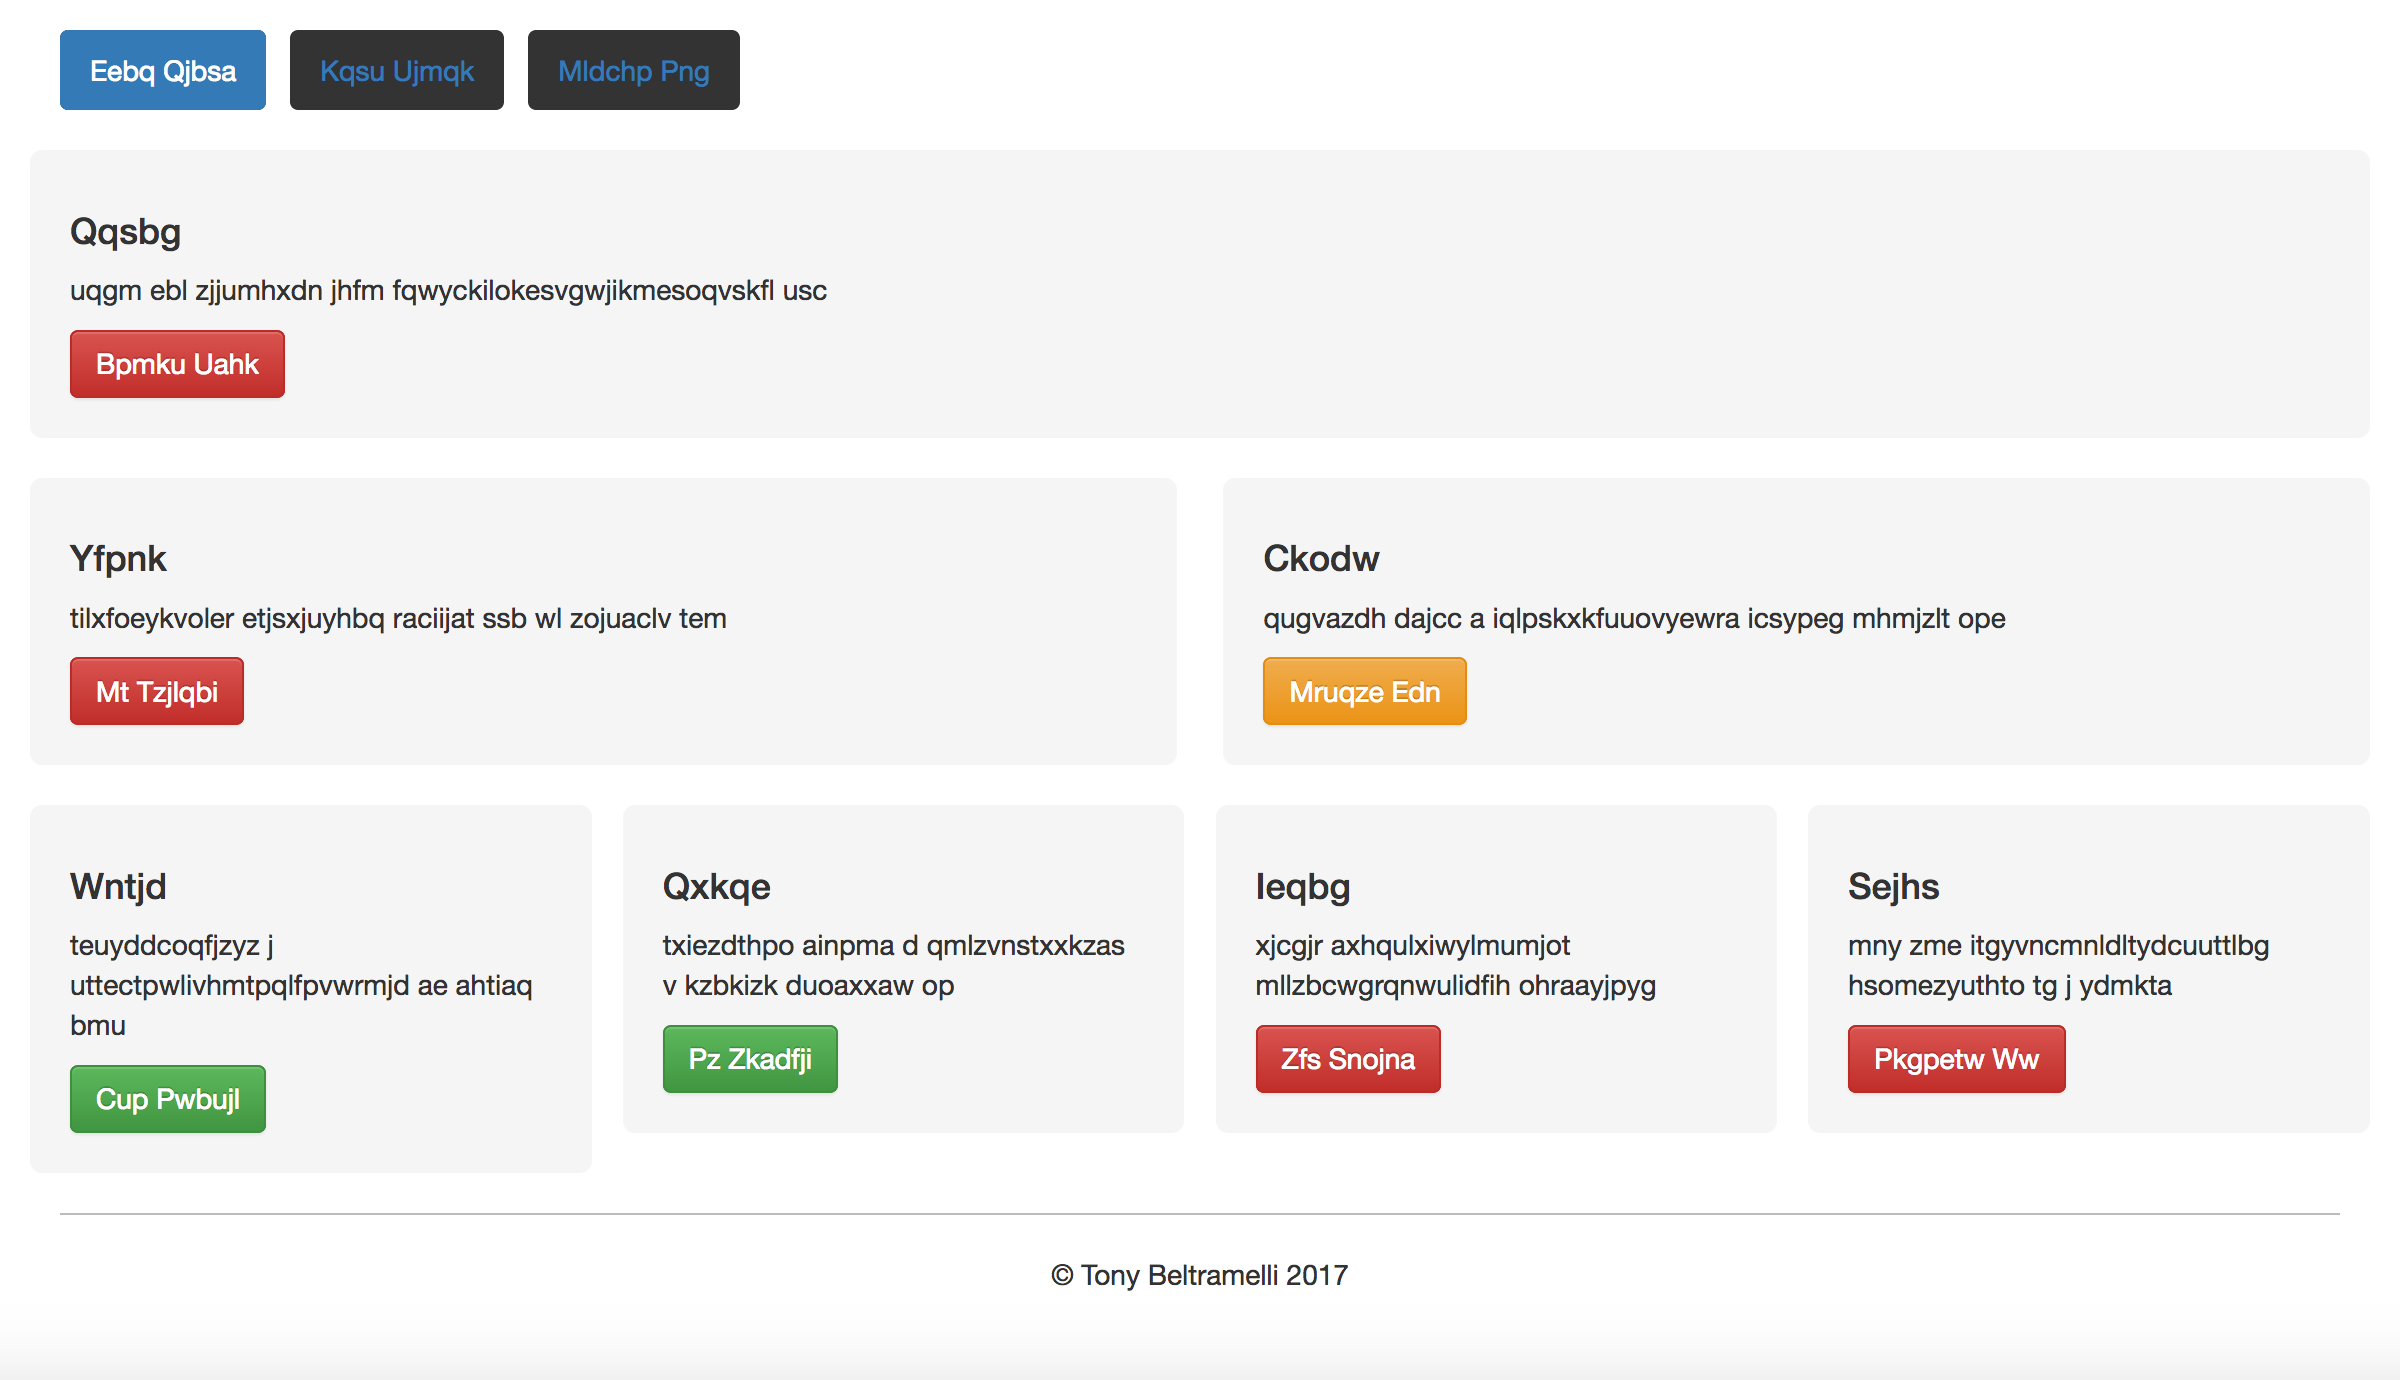 Eebq Qjbsa
Kqsu Ujmqk
Mldchp Png
Qqsbg
uqgm ebl zjjumhxdn jhfm fqwyckilokesvgwjikmesoqvskfl usc
Bpmku Uahk
Yfpnk
tilxfoeykvoler etjsxjuyhbq raciijat ssb wl zojuaclv tem
Mt Tzjlqbi
Ckodw
qugvazdh dajcc a iqlpskxkfuuovyewra icsypeg mhmjzlt ope
Mruqze Edn
Wntjd
teuyddcoqfjzyz j
uttectpwlivhmtpqlfpvwrmjd ae ahtiaq
bmu
Cup Pwbujl
Qxkqe
txiezdthpo ainpma d qmlzvnstxxkzas
v kzbkizk duoaxxaw op
Pz Zkadfji
Ieqbg
xjcgjr axhqulxiwylmumjot
mllzbcwgrqnwulidfih ohraayjpyg
Zfs Snojna
Sejhs
mny zme itgyvncmnldltydcuuttlbg
hsomezyuthto tg j ydmkta
Pkgpetw Ww
© Tony Beltramelli 2017